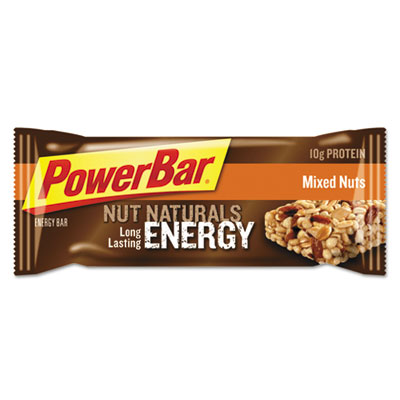 10g PROTEIN
PowerBar
Mixed Nuts
NUT NATURALS
ENERGY BAR
Long
Lasting
ENERGY